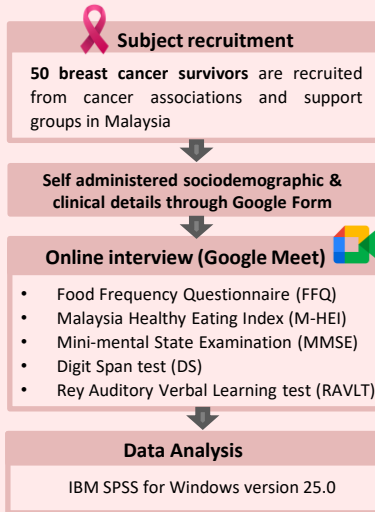 Subject recruitment
50 breast cancer survivors are recruited
from cancer associations and support
groups in Malaysia
Self administered sociodemographic &
clinical details through Google Form
Online interview (Google Meet)
• Food Frequency Questionnaire (FFQ)
• Malaysia Healthy Eating Index (M-HEI)
• Mini-mental State Examination (MMSE)
• Digit Span test (DS)
• Rey Auditory Verbal Learning test (RAVLT)
Data Analysis
IBM SPSS for Windows version 25.0